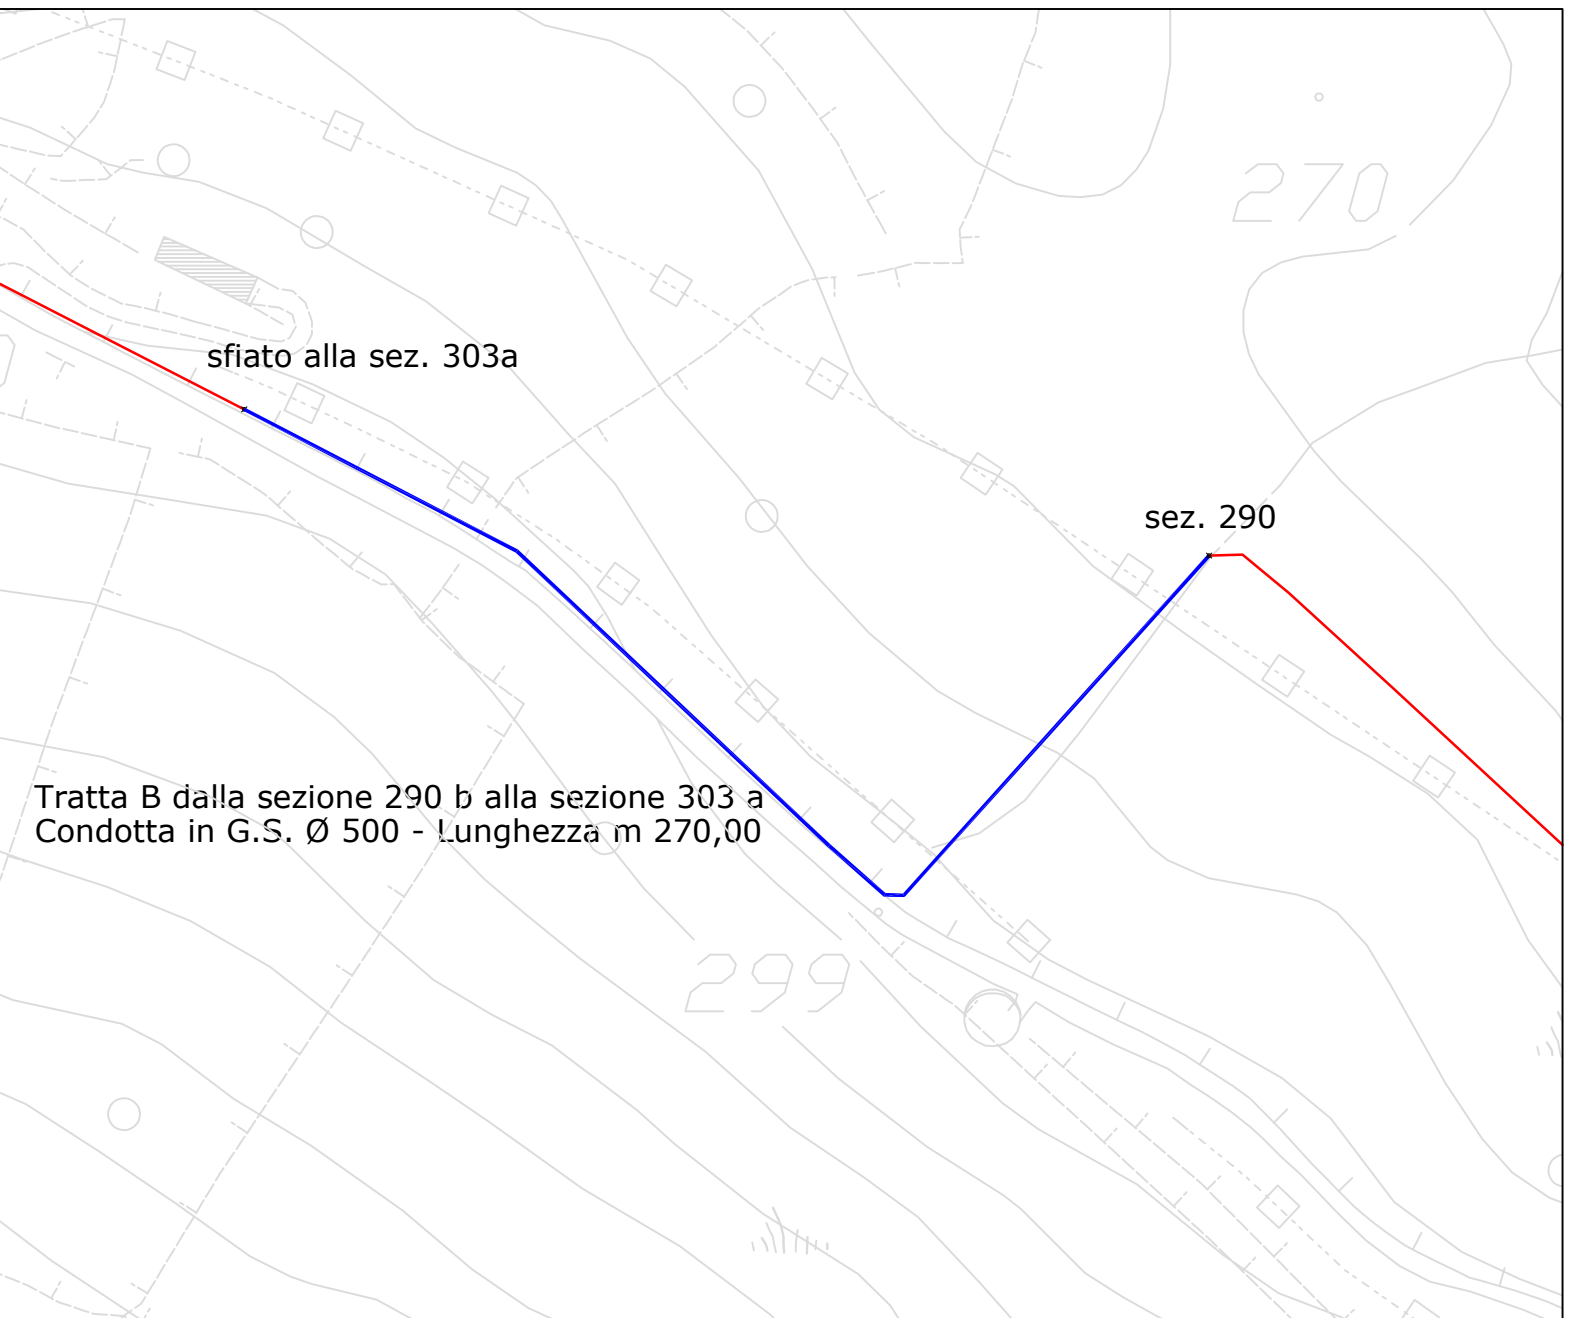 270
sfiato alla sez. 303a
sez. 290
Tratta B dalla sezione 290 b alla sezione 303 a
Condotta in G.S. Ø 500 - Lunghezza m 270,00
299